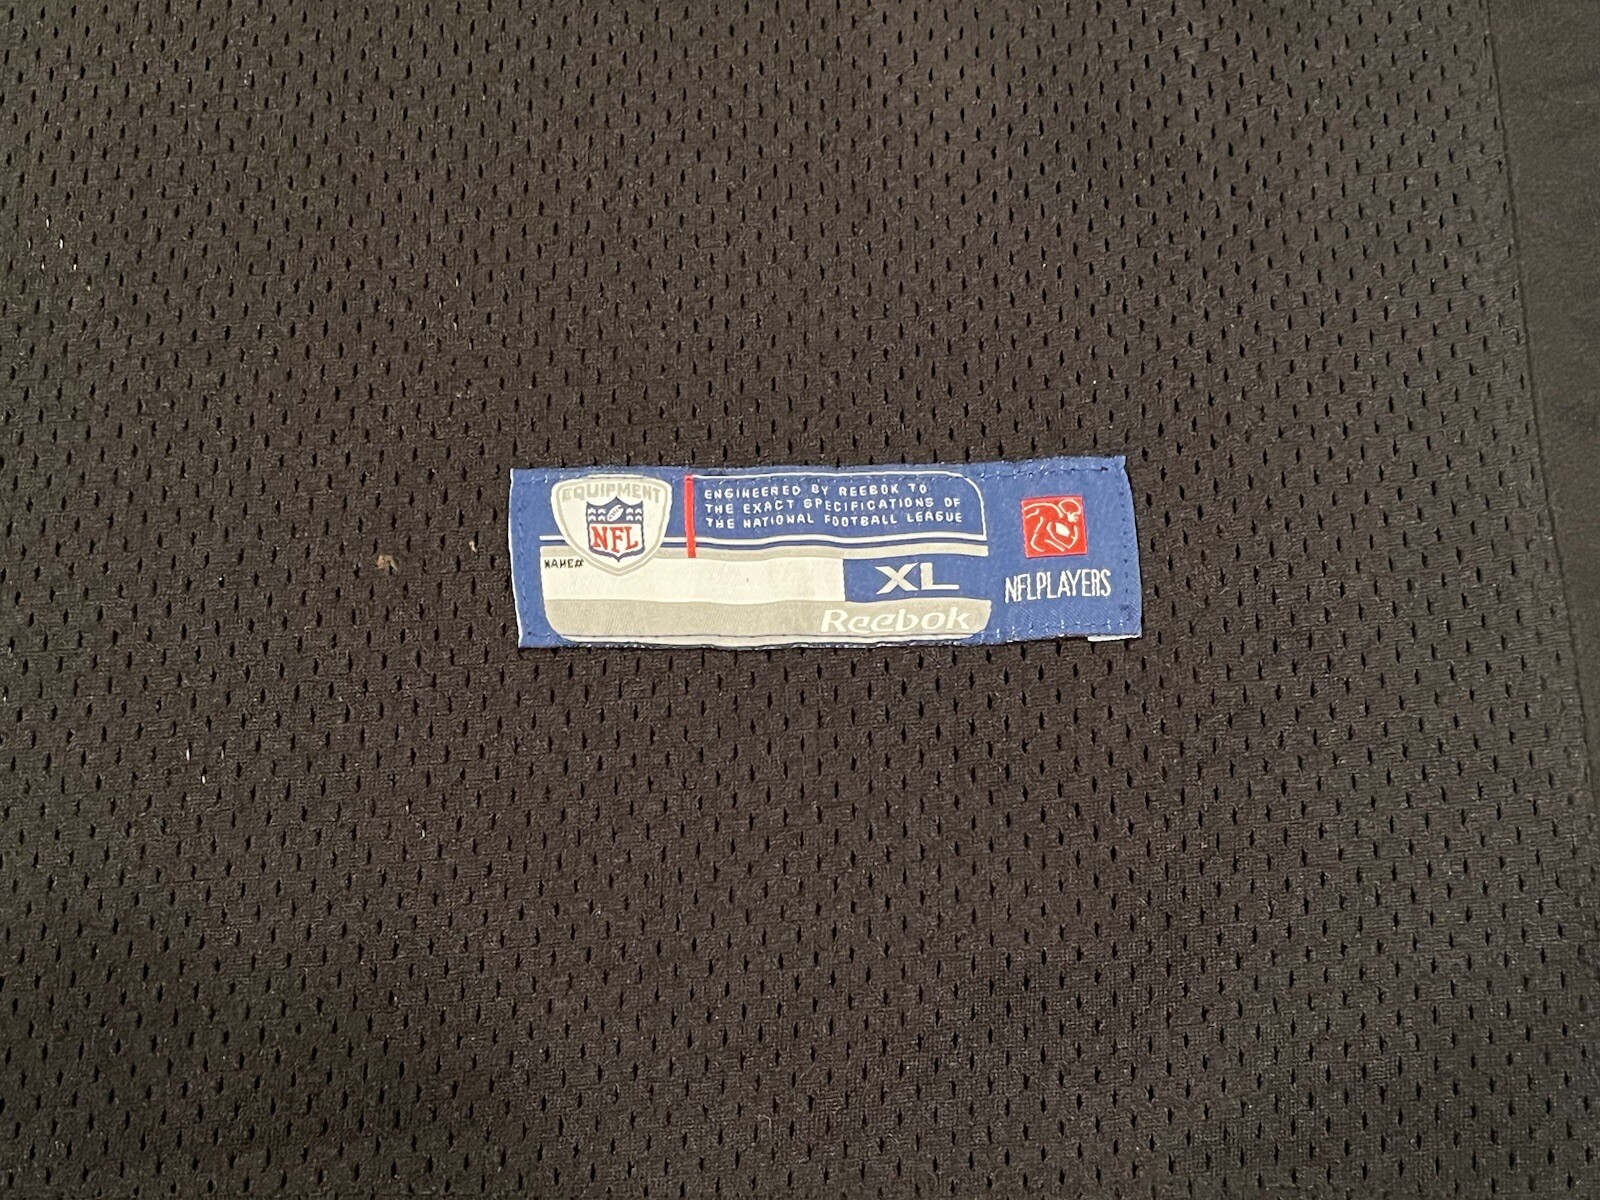 EQUIPMENT
NFL
ENGINEERED BY REEBOK TO
THE EXACT SPECIFICATIONS OF
THE NATIONAL FOOTBALL LEAGUE
NAME#
XL
Reebok
NFLPLAYERS